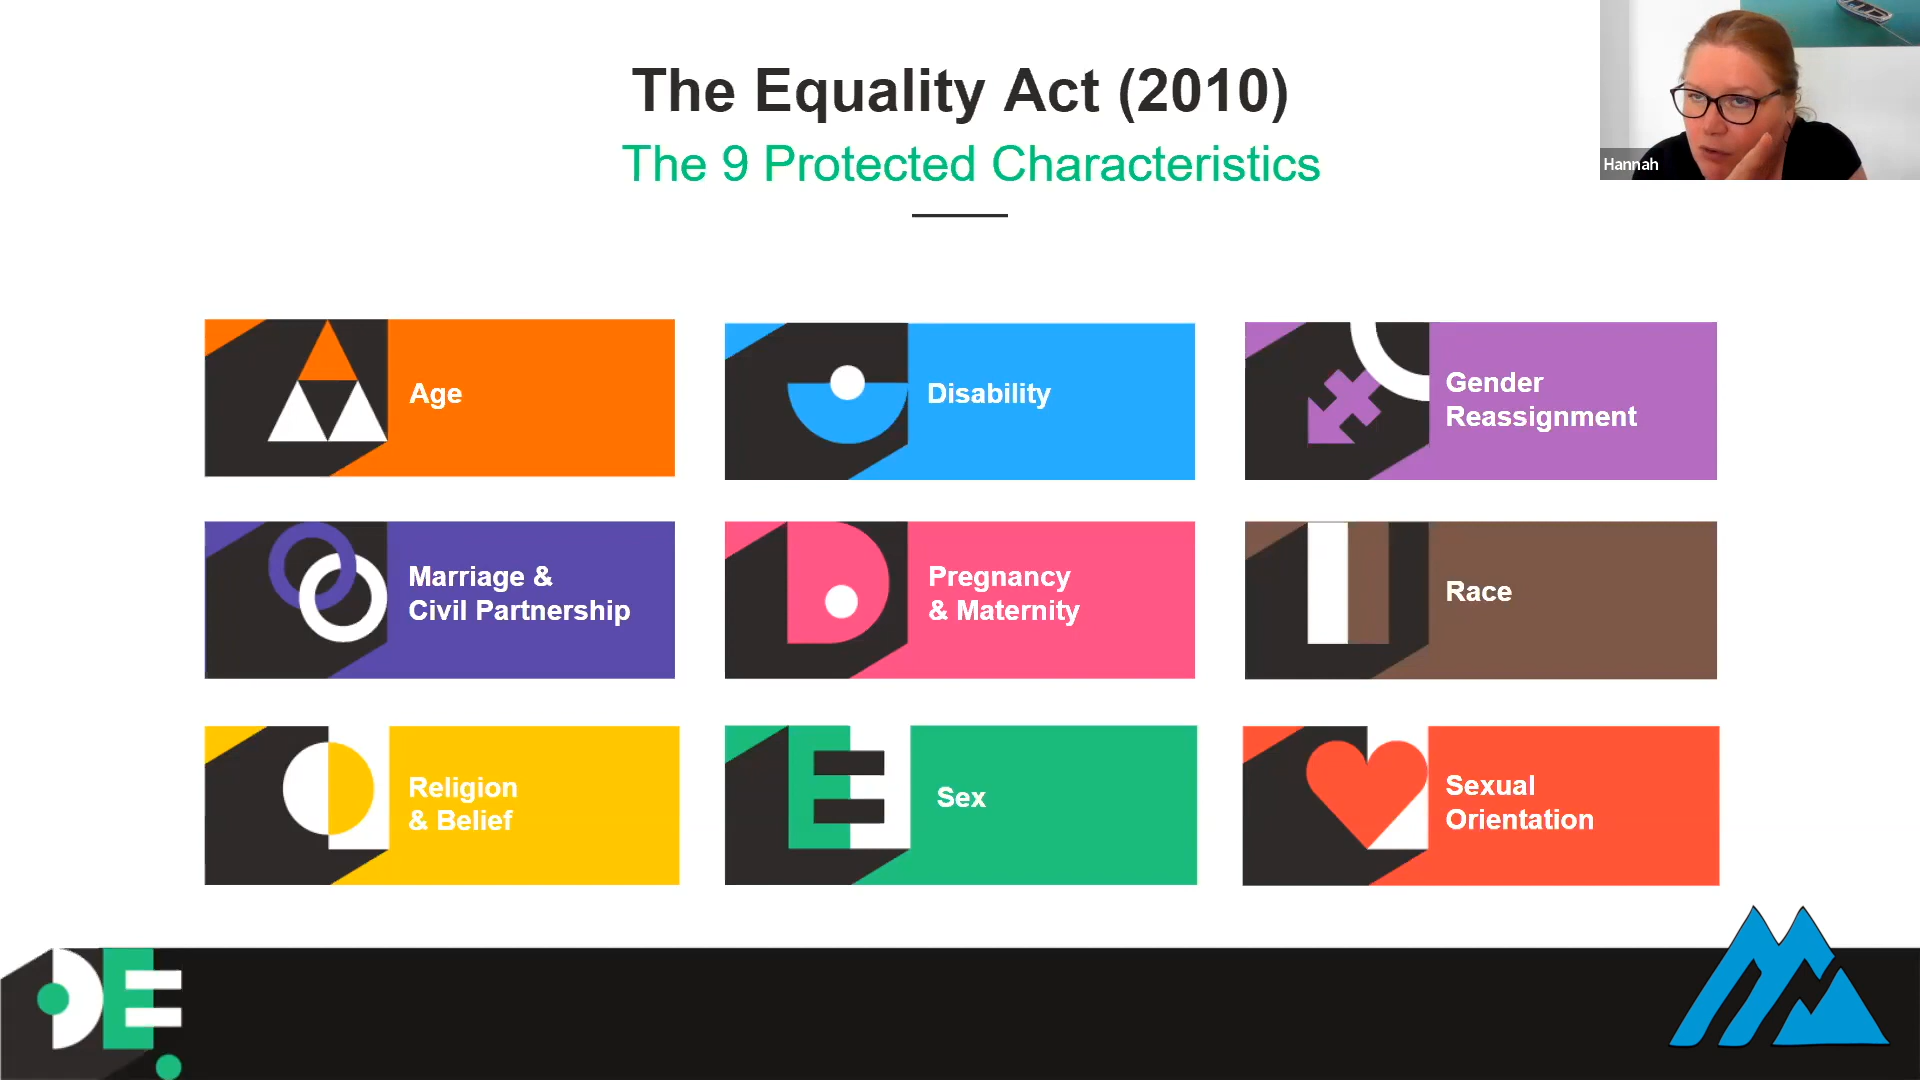 The Equality Act (2010)
The 9 Protected Characteristics
Hannah
Age
Disability
Gender
Reassignment
Marriage &
Civil Partnership
Pregnancy
& Maternity
Race
Religion
& Belief
Sex
Sexual
Orientation